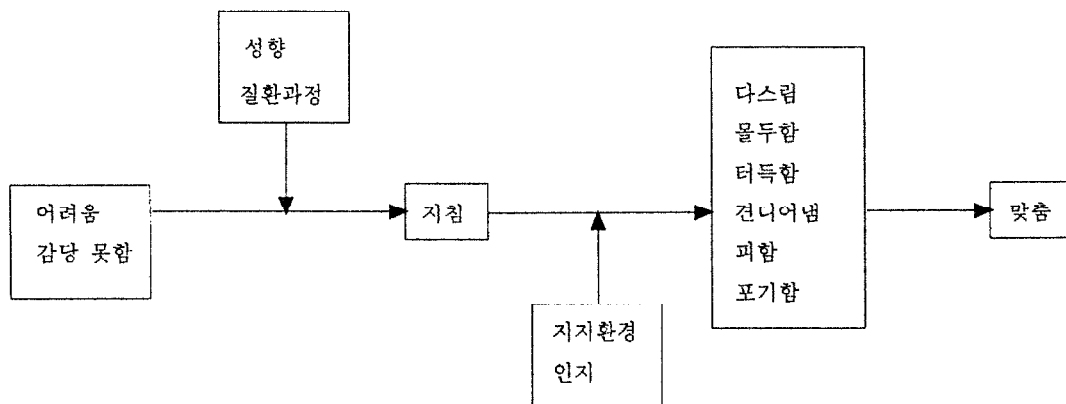 성향
질환과정
어려움
감당 못함
지침
지지환경
인지
다스림
몰두함
터득함
견니어냄
피함
포기함
맞춤